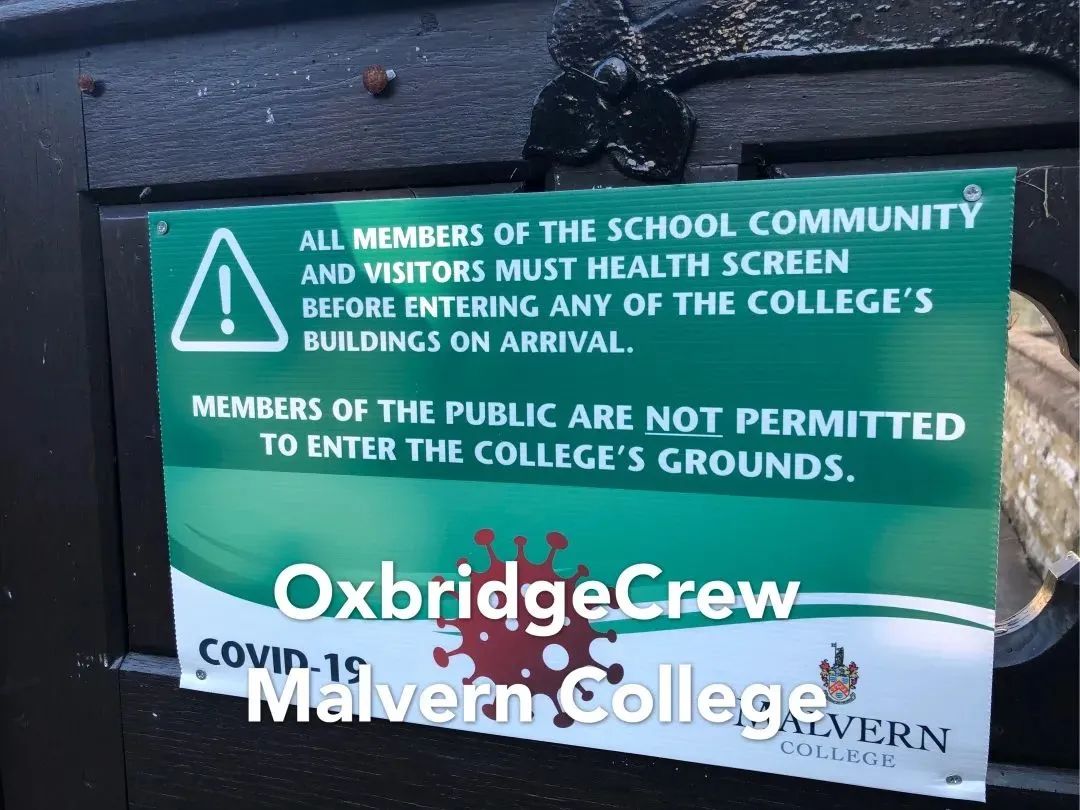 ALL MEMBERS OF THE SCHOOL COMMUNITY
AND VISITORS MUST HEALTH SCREEN
BEFORE ENTERING ANY OF THE COLLEGE'S
BUILDINGS ON ARRIVAL.
MEMBERS OF THE PUBLIC ARE NOT PERMITTED
TO ENTER THE COLLEGE'S GROUNDS.
OxbridgeCrew
COVID-19
Malvern College
MALVERN
COLLEGE